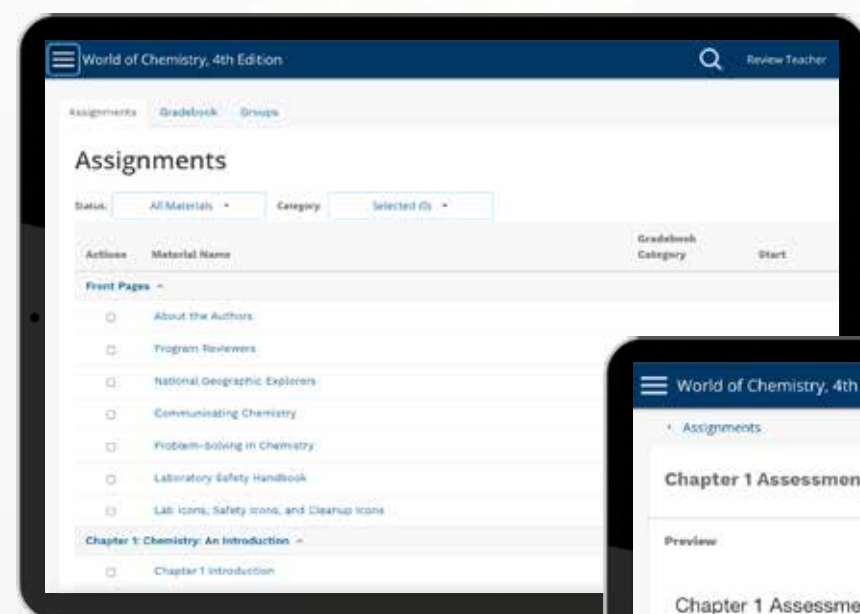 World of Chemistry, 4th Edition
Review Teacher
Assignments Gradebook Groups
Assignments
Status: All Materials Category Selected (0)
Actions Material Name Gradebook Category Start
Front Pages
About the Authors
Program Reviewers
National Geographic Explorers
Communicating Chemistry
Problem-Solving in Chemistry
Laboratory Safety Handbook
Lab Icons, Safety Icons, and Cleanup Icons
Chapter 1: Chemistry: An Introduction
Chapter 1 Introduction
World of Chemistry, 4th
Assignments
Chapter 1 Assessmen
Preview
Chapter 1 Assessme